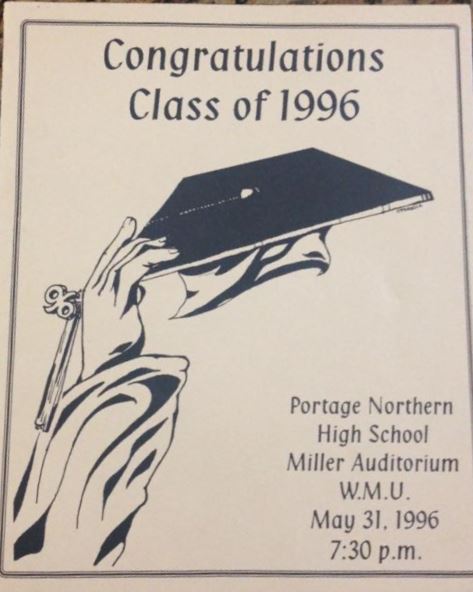 Congratulations
Class of 1996
96
Portage Northern
High School
Miller Auditorium
W.M.U.
May 31, 1996
7:30 p.m.